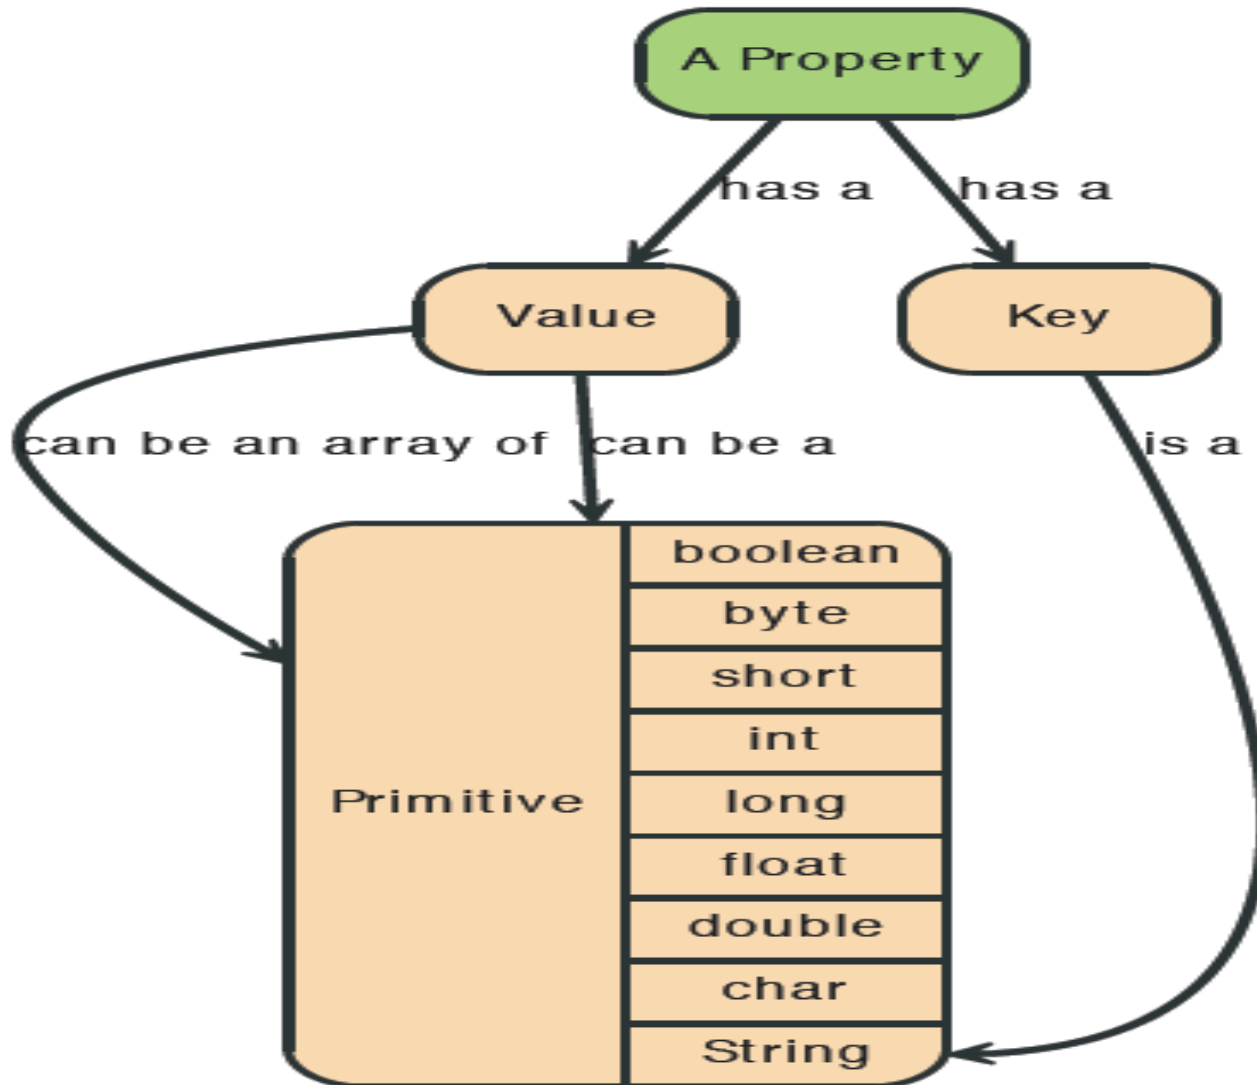 A Property
has a
has a
Value
Key
can be an array of
can be a
is a
Primitive
boolean
byte
short
int
long
float
double
char
String